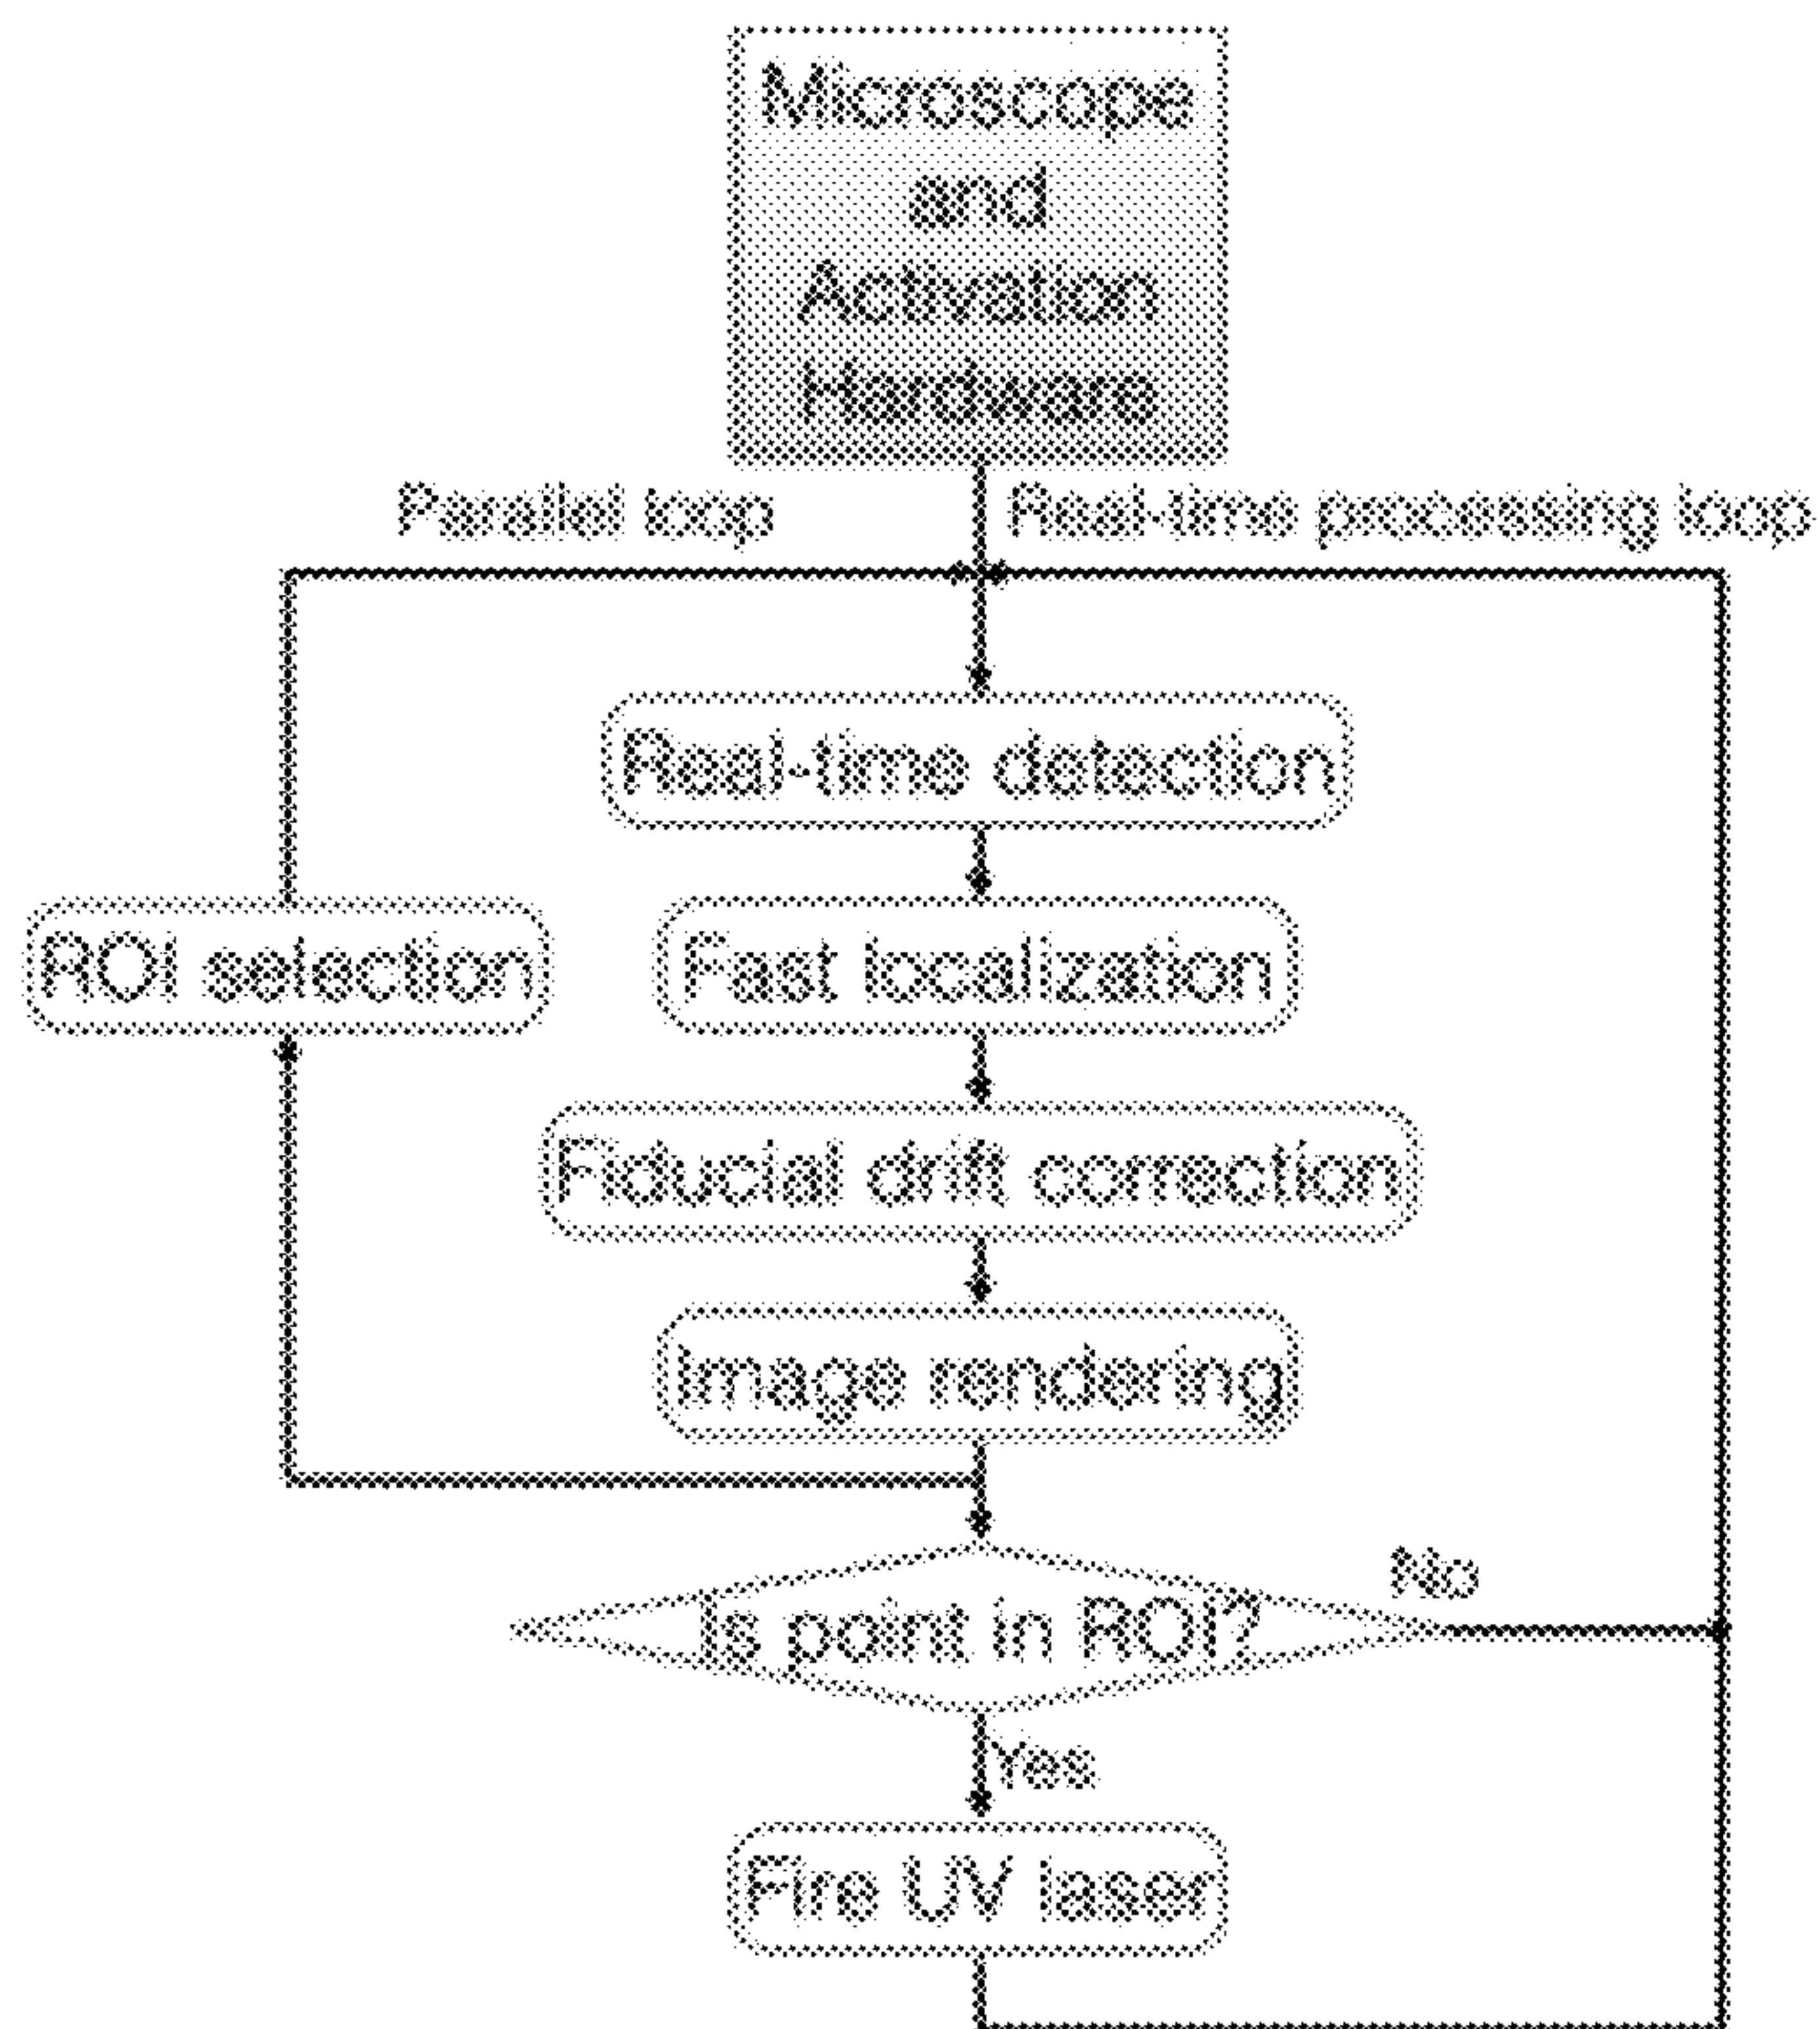 Microscope
and
Activation
Hardware
Parallel loop
Real-time processing loop
Real-time detection
ROI selection
Fast localization
Fiducial drift correction
Image rendering
Is point in ROI?
No
Yes
Fire UV laser